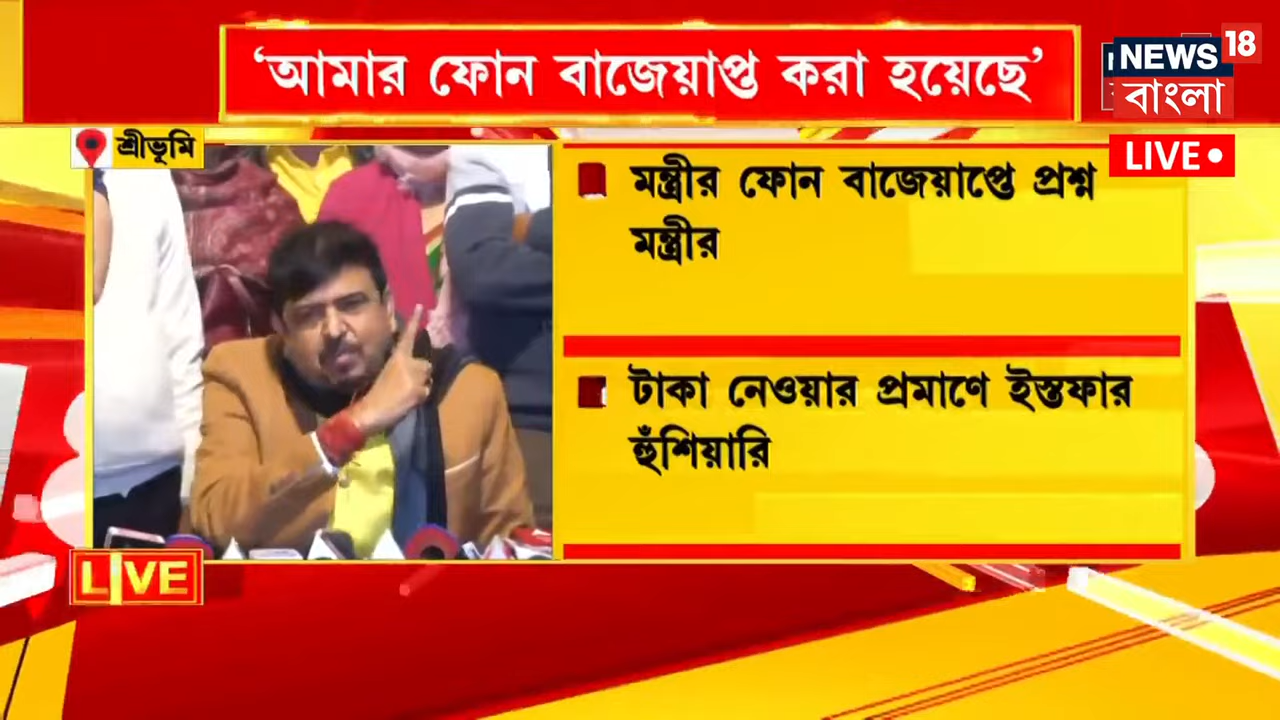 ‘আমার ফোন বাজেয়াপ্ত করা হয়েছে’
NEWS 18
বাংলা
LIVE
শ্রীভূমি
মন্ত্রীর ফোন বাজেয়াপ্তে প্রশ্ন
মন্ত্রীর
টাকা নেওয়ার প্রমাণে ইস্তফার
হুঁশিয়ারি
LIVE